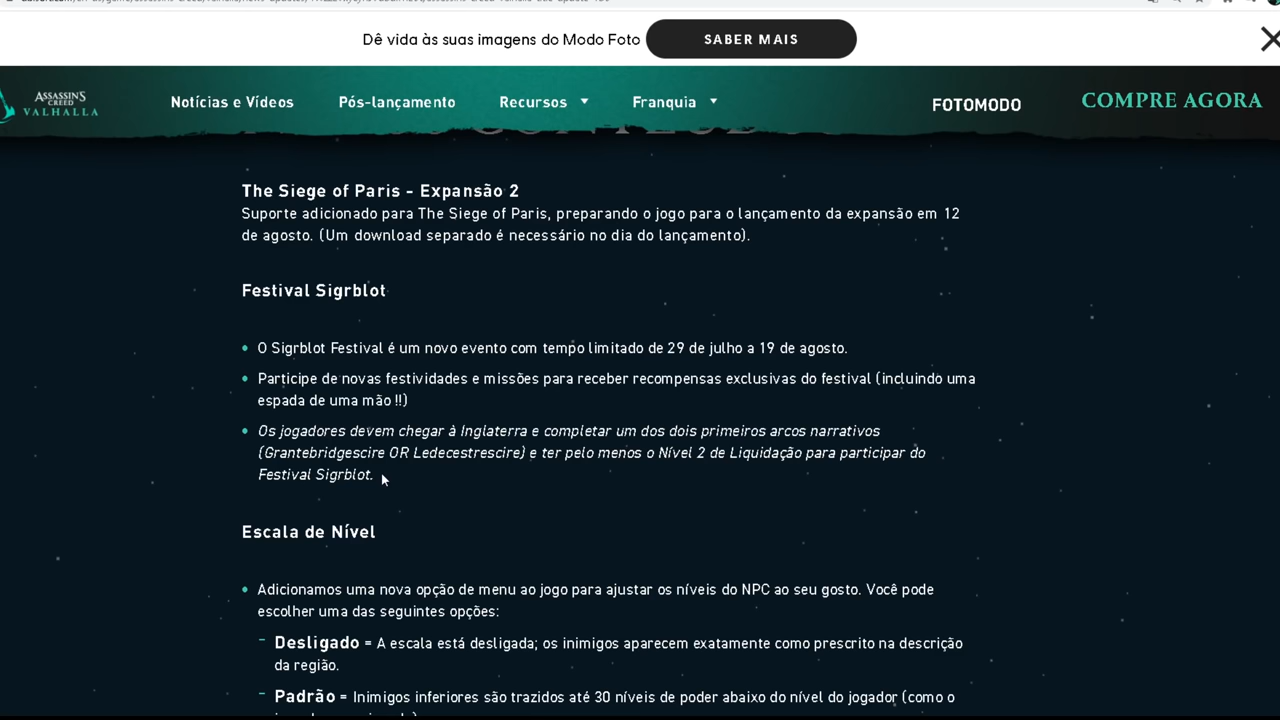 Dê vida às suas imagens do Modo Foto
SABER MAIS
ASSASSIN'S
CREED
VALHALLA
Notícias e Vídeos
Pós-lançamento
Recursos
Franquia
FOTOMODO
COMPRE AGORA
The Siege of Paris - Expansão 2
Suporte adicionado para The Siege of Paris, preparando o jogo para o lançamento da expansão em 12
de agosto. (Um download separado é necessário no dia do lançamento).
Festival Sigrblot
• O Sigrblot Festival é um novo evento com tempo limitado de 29 de julho a 19 de agosto.
• Participe de novas festividades e missões para receber recompensas exclusivas do festival (incluindo uma
espada de uma mão !!)
• Os jogadores devem chegar à Inglaterra e completar um dos dois primeiros arcos narrativos
(Grantebridgescire OR Ledecestrescire) e ter pelo menos o Nível 2 de Liquidação para participar do
Festival Sigrblot.
Escala de Nível
• Adicionamos uma nova opção de menu ao jogo para ajustar os níveis do NPC ao seu gosto. Você pode
escolher uma das seguintes opções:
- Desligado = A escala está desligada; os inimigos aparecem exatamente como prescrito na descrição
da região.
- Padrão = Inimigos inferiores são trazidos até 30 níveis de poder abaixo do nível do jogador (como o